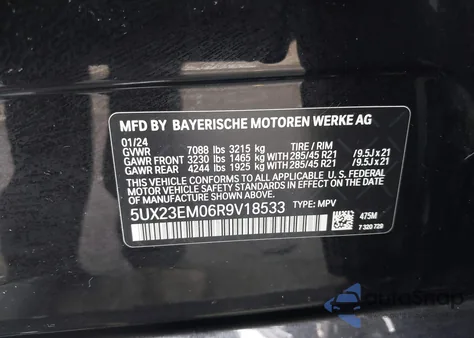 MFD BY BAYERISCHE MOTOREN WERKE AG
01/24
GVWR 7088 lbs 3215 kg TIRE / RIM
GAWR FRONT 3230 lbs 1465 kg WITH 285/45 R21 /9.5J x 21
GAWR REAR 4244 lbs 1925 kg WITH 285/45 R21 /9.5J x 21
THIS VEHICLE CONFORMS TO ALL APPLICABLE FEDERAL
MOTOR VEHICLE SAFETY STANDARDS IN EFFECT ON THE DATE
OF MANUFACTURE SHOWN ABOVE.
5UX23EM06R9V18533 TYPE: MPV
475M
7 320 729
AutoSnap